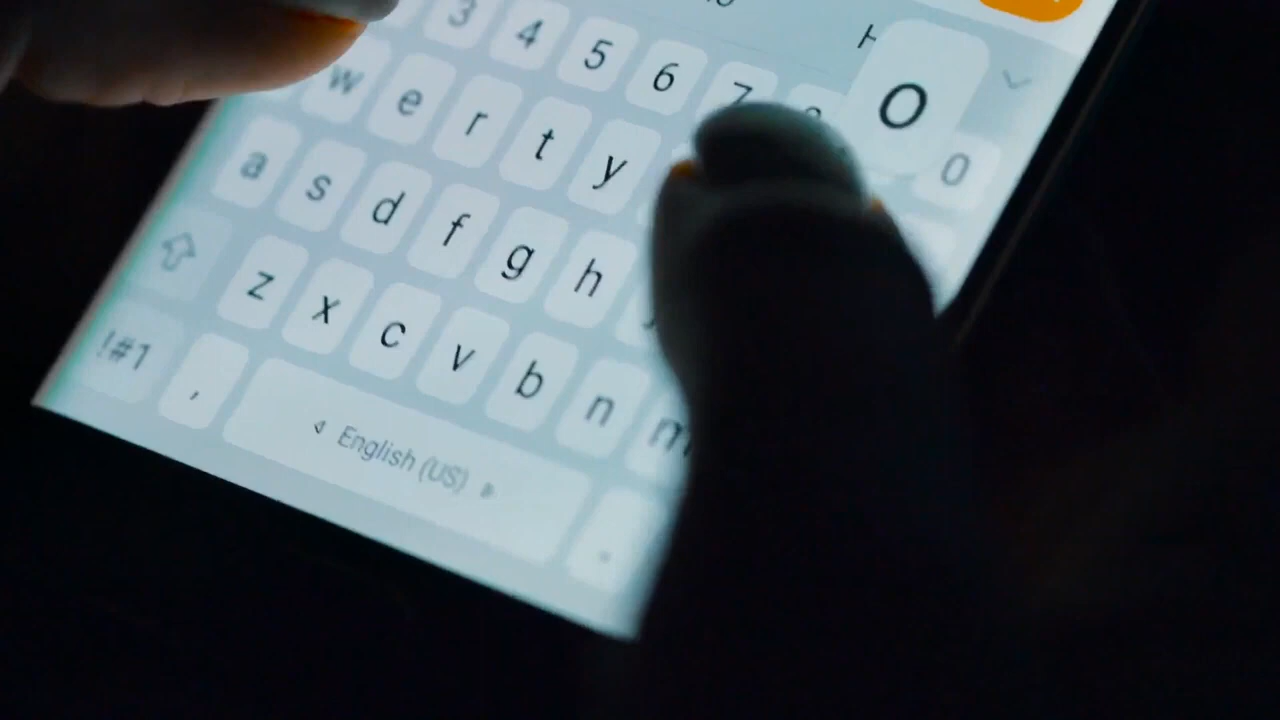 3 4 5 6 7
w e r t y o 0
a s d f g h
z x c v b n m
!#1 , English (US) .